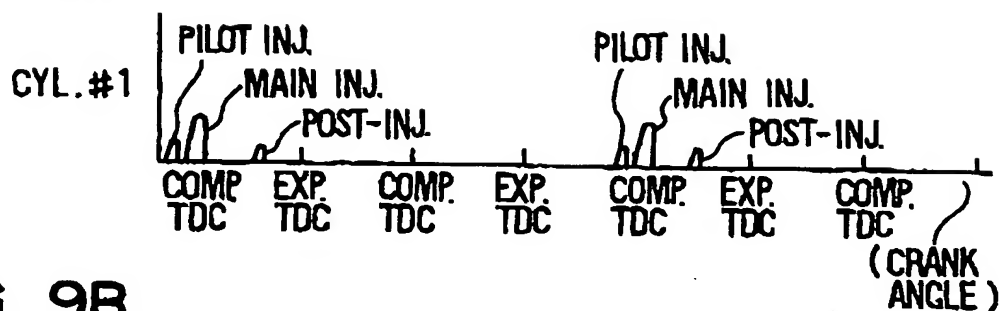 PILOT INJ.
PILOT INJ.
CYL.#1
MAIN INJ.
MAIN INJ.
POST-INJ.
POST-INJ.
COMP. EXP. COMP. EXP. COMP. EXP. COMP.
TDC TDC TDC TDC TDC TDC TDC
(CRANK
ANGLE)
9B